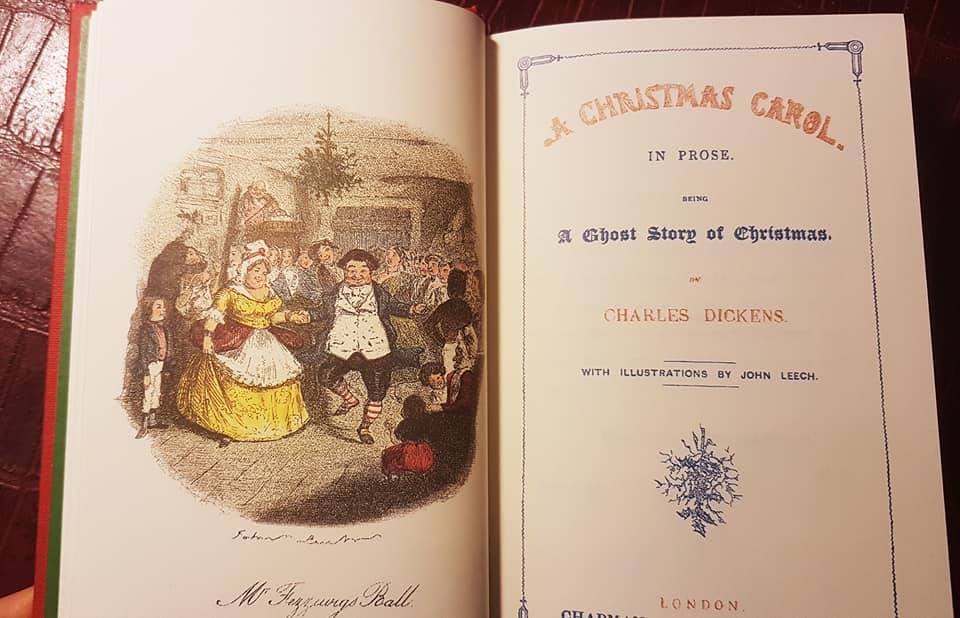 Mr Fezziwigs Ball.
A CHRISTMAS CAROL.
IN PROSE.
BEING
A Ghost Story of Christmas.
BY
CHARLES DICKENS.
WITH ILLUSTRATIONS BY JOHN LEECH.
LONDON.